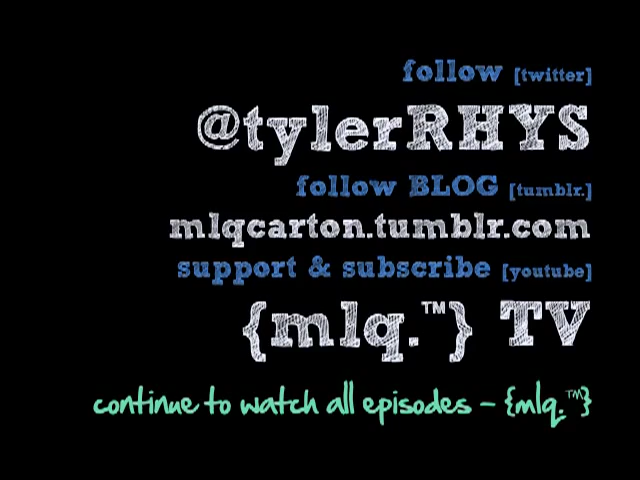 follow [twitter]
@tylerRHYS
follow BLOG [tumblr.]
mlqcarton.tumblr.com
support & subscribe [youtube]
{mlq.™} TV
continue to watch all episodes – {mlq.™}